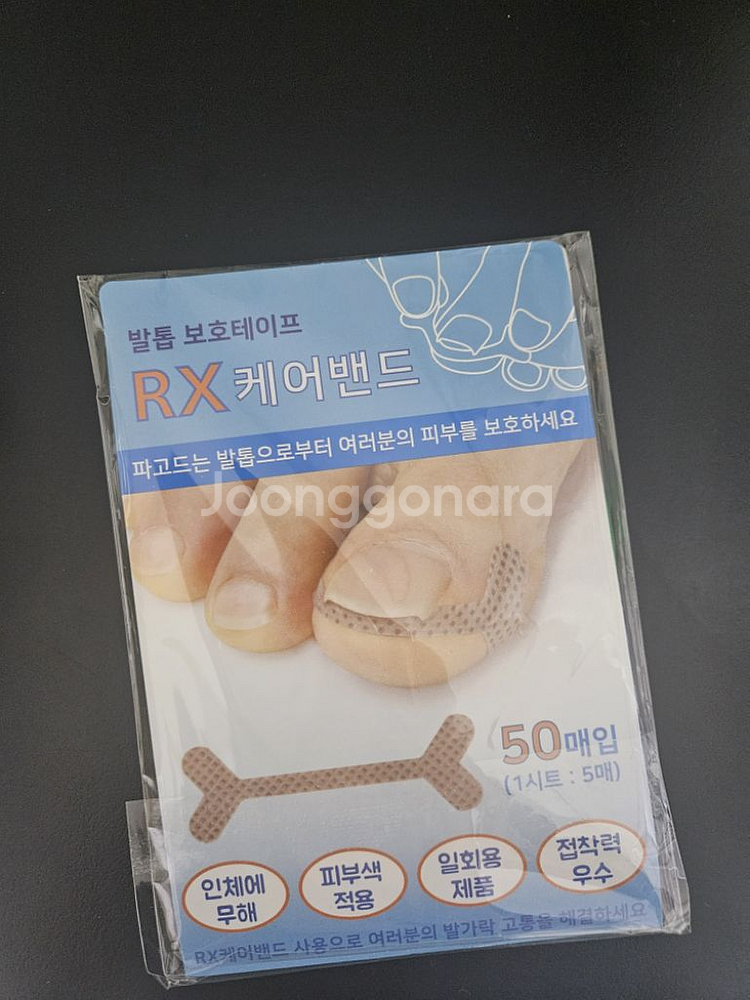 발톱 보호테이프
RX 케어밴드
파고드는 발톱으로부터 여러분의 피부를 보호하세요
Joonggonara
50매입
(1시트 : 5매)
인체에
무해
피부색
적용
일회용
제품
접착력
우수
RX케어밴드 사용으로 여러분의 발가락 고통을 해결하세요